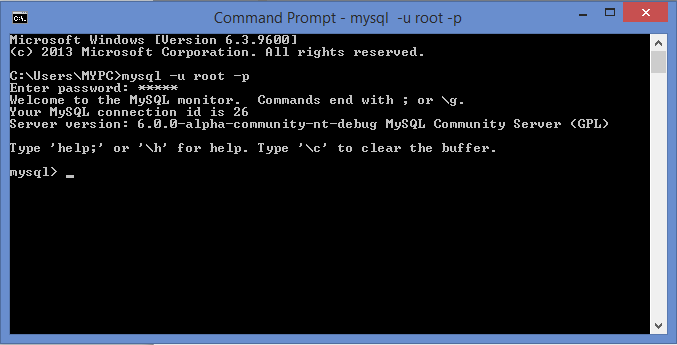 Command Prompt - mysql  -u root -p
Microsoft Windows [Version 6.3.9600]
(c) 2013 Microsoft Corporation. All rights reserved.
C:\Users\MYPC>mysql -u root -p
Enter password: *****
Welcome to the MySQL monitor.  Commands end with ; or \g.
Your MySQL connection id is 26
Server version: 6.0.0-alpha-community-nt-debug MySQL Community Server (GPL)
Type 'help;' or '\h' for help. Type '\c' to clear the buffer.
mysql> _